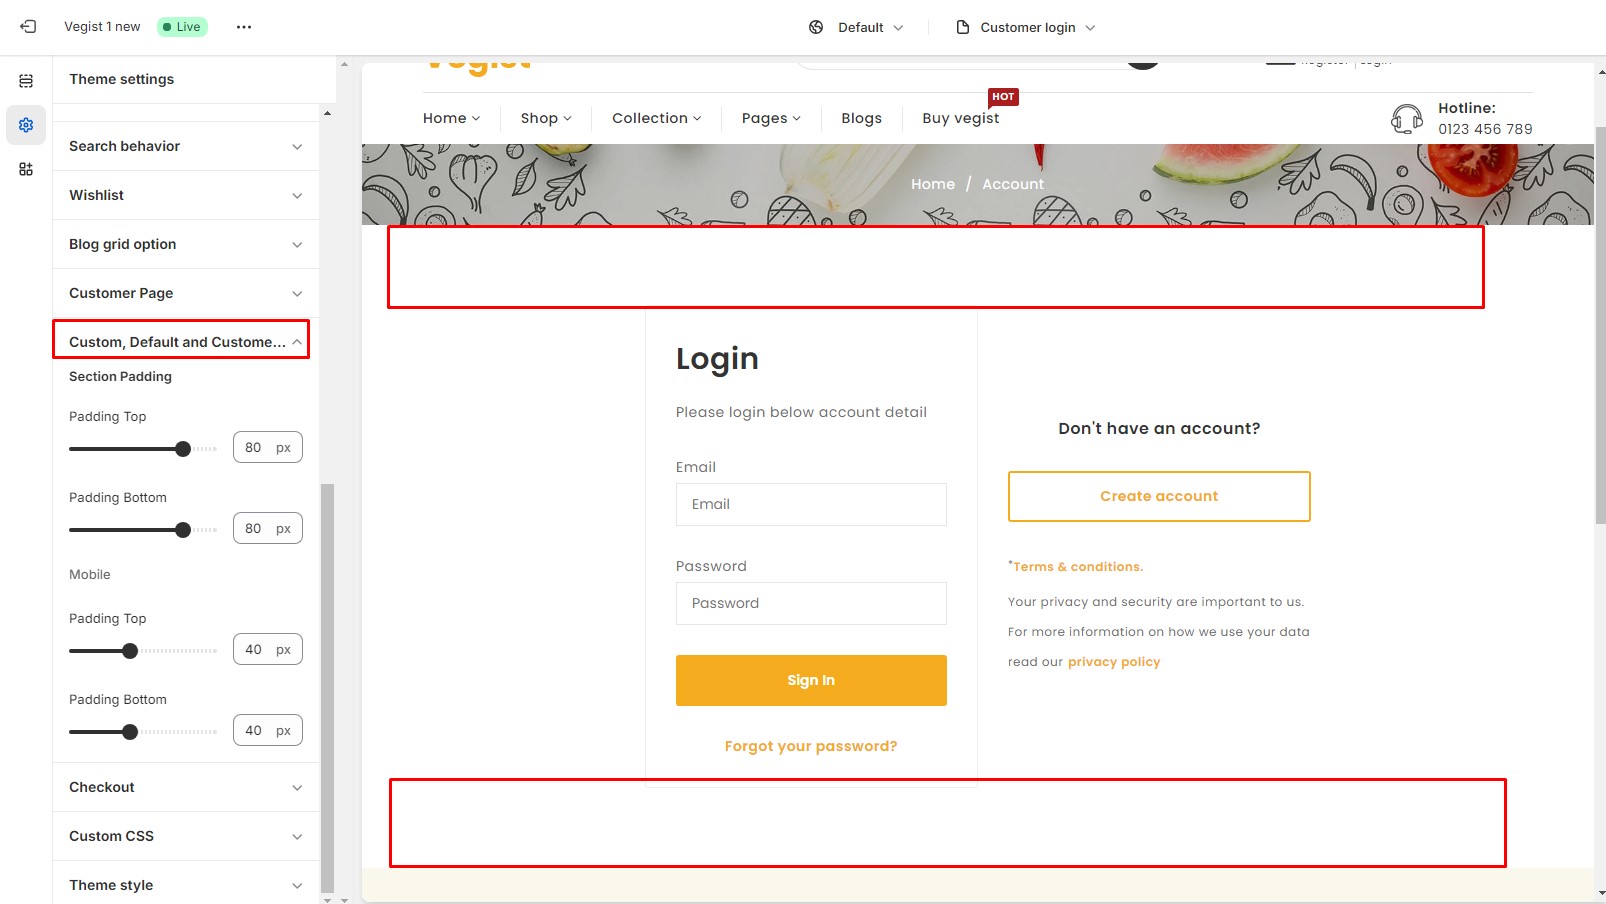 Vegist 1 new
Live
Default
Customer login
Theme settings
Search behavior
Wishlist
Blog grid option
Customer Page
Custom, Default and Custome...
Section Padding
Padding Top
80 px
Padding Bottom
80 px
Mobile
Padding Top
40 px
Padding Bottom
40 px
Checkout
Custom CSS
Theme style
Home
Shop
Collection
Pages
Blogs
Buy vegist
HOT
Hotline:
0123 456 789
Home / Account
Login
Please login below account detail
Email
Email
Password
Password
Sign In
Forgot your password?
Don't have an account?
Create account
*Terms & conditions.
Your privacy and security are important to us.
For more information on how we use your data
read our privacy policy